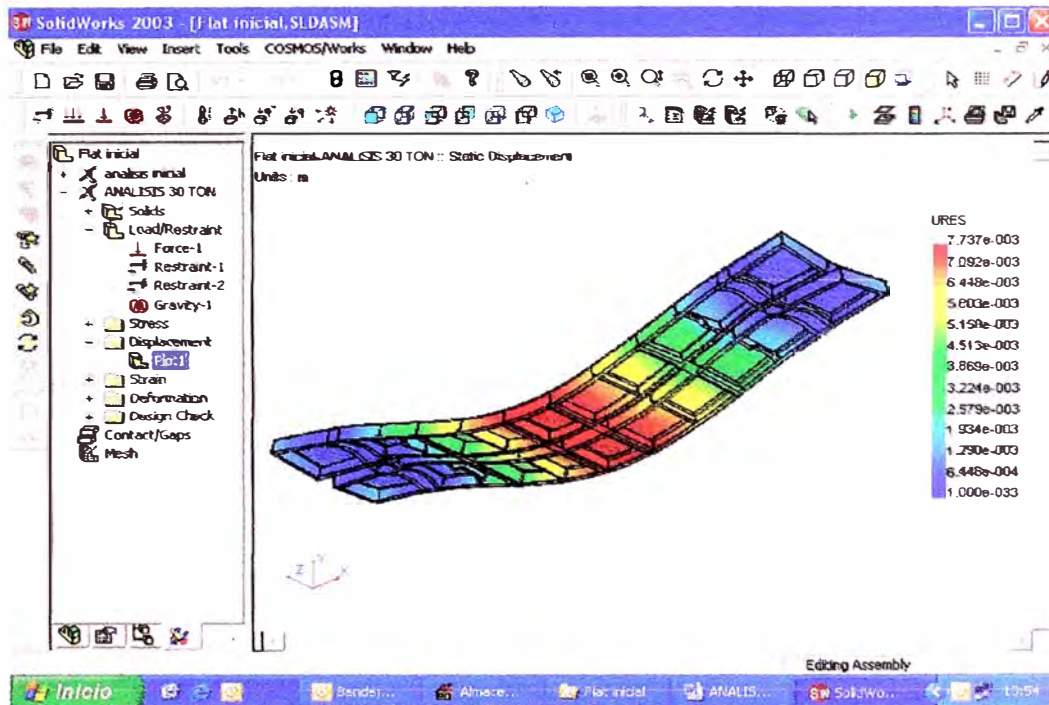 SolidWorks 2003 - [Flat inicial.SLDASM]
File Edit View Insert Tools COSMOS/Works Window Help
Flat inicial
analisis inicial
ANALISIS 30 TON
Solids
Load/Restraint
Force-1
Restraint-1
Restraint-2
Gravity-1
Stress
Displacement
Plot1
Strain
Deformation
Design Check
Contact/Gaps
Mesh
Flat inicial-ANALISIS 30 TON :: Static Displacement
Units : m
URES
7.737e-003
7.092e-003
6.448e-003
5.803e-003
5.158e-003
4.513e-003
3.869e-003
3.224e-003
2.579e-003
1.934e-003
1.290e-003
6.448e-004
1.000e-033
Z Y X
Editing Assembly
Inicio Bandej... Almace... Flat inicial ANALIS... SolidWo... 10:54